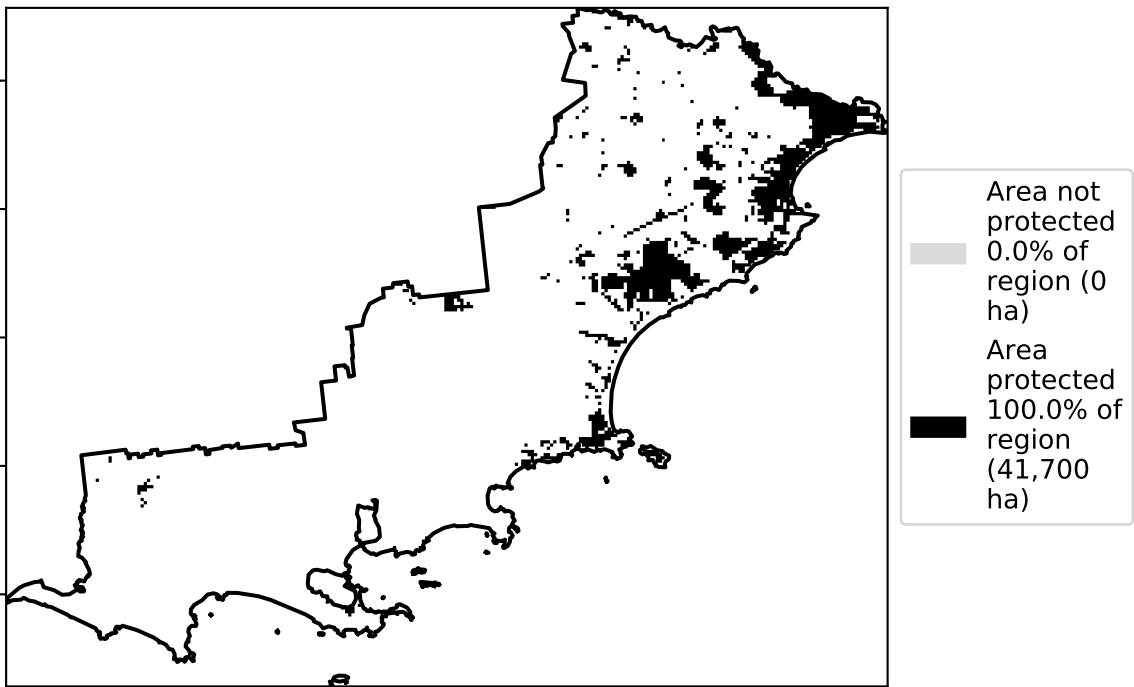 Area not
protected
0.0% of
region (0
ha)
Area
protected
100.0% of
region
(41,700
ha)